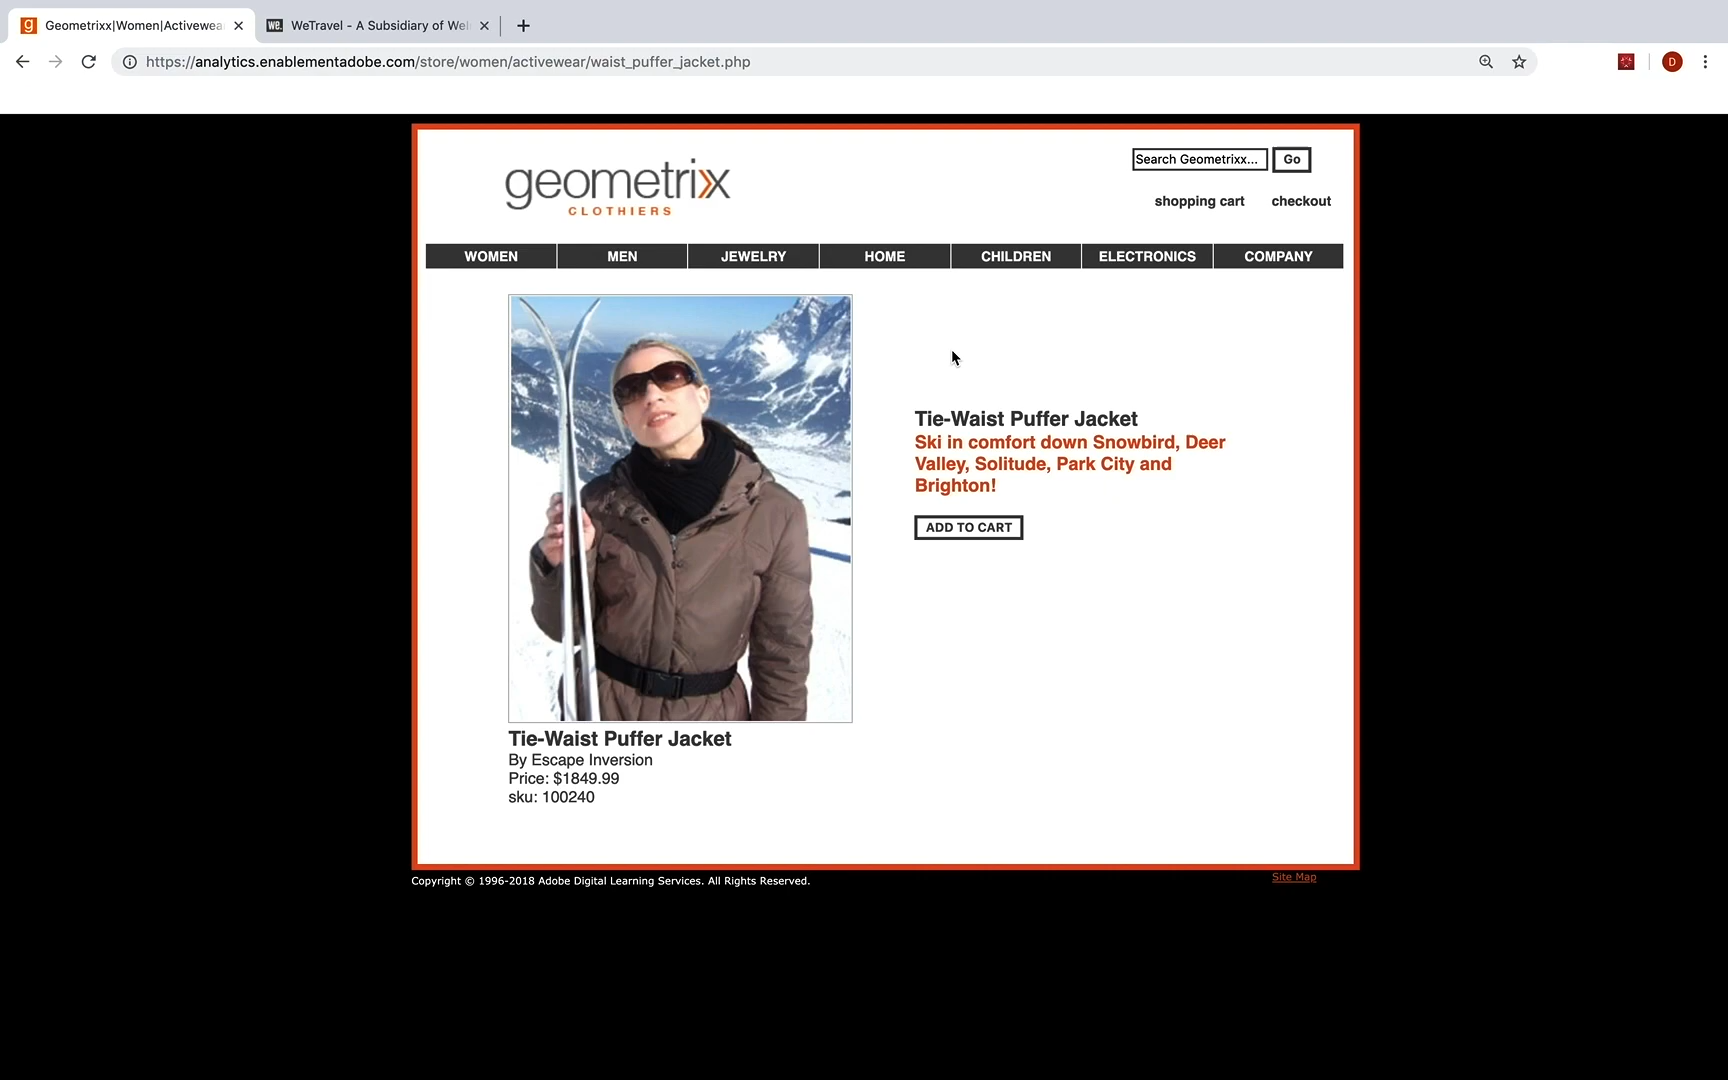 Geometrixx|Women|Activewea
WeTravel - A Subsidiary of Wel
https://analytics.enablementadobe.com/store/women/activewear/waist_puffer_jacket.php
D
geometrixx
CLOTHIERS
Search Geometrixx...
Go
shopping cart
checkout
WOMEN
MEN
JEWELRY
HOME
CHILDREN
ELECTRONICS
COMPANY
Tie-Waist Puffer Jacket
Ski in comfort down Snowbird, Deer
Valley, Solitude, Park City and
Brighton!
ADD TO CART
Tie-Waist Puffer Jacket
By Escape Inversion
Price: $1849.99
sku: 100240
Copyright © 1996-2018 Adobe Digital Learning Services. All Rights Reserved.
Site Map